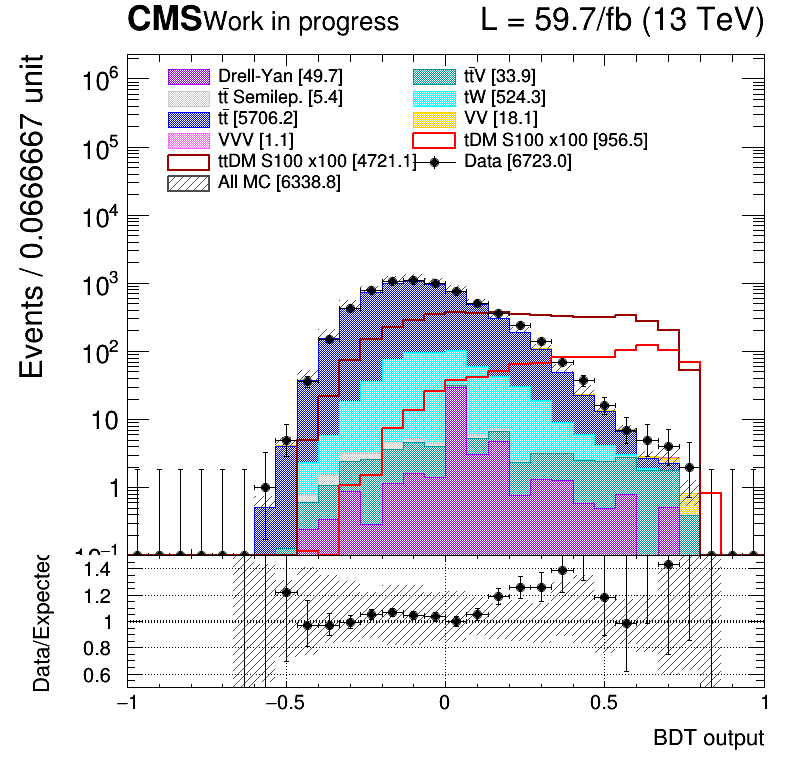 CMS Work in progress L = 59.7/fb (13 TeV)
Events / 0.0666667 unit
10⁶
10⁵
10⁴
10³
10²
10
1
10⁻¹
Drell-Yan [49.7]
tt̄V [33.9]
tt̄ Semilep. [5.4]
tW [524.3]
tt̄ [5706.2]
VV [18.1]
VVV [1.1]
tDM S100 x100 [956.5]
ttDM S100 x100 [4721.1]
Data [6723.0]
All MC [6338.8]
Data/Expected
1.4
1.2
1
0.8
0.6
−1 −0.5 0 0.5 1
BDT output